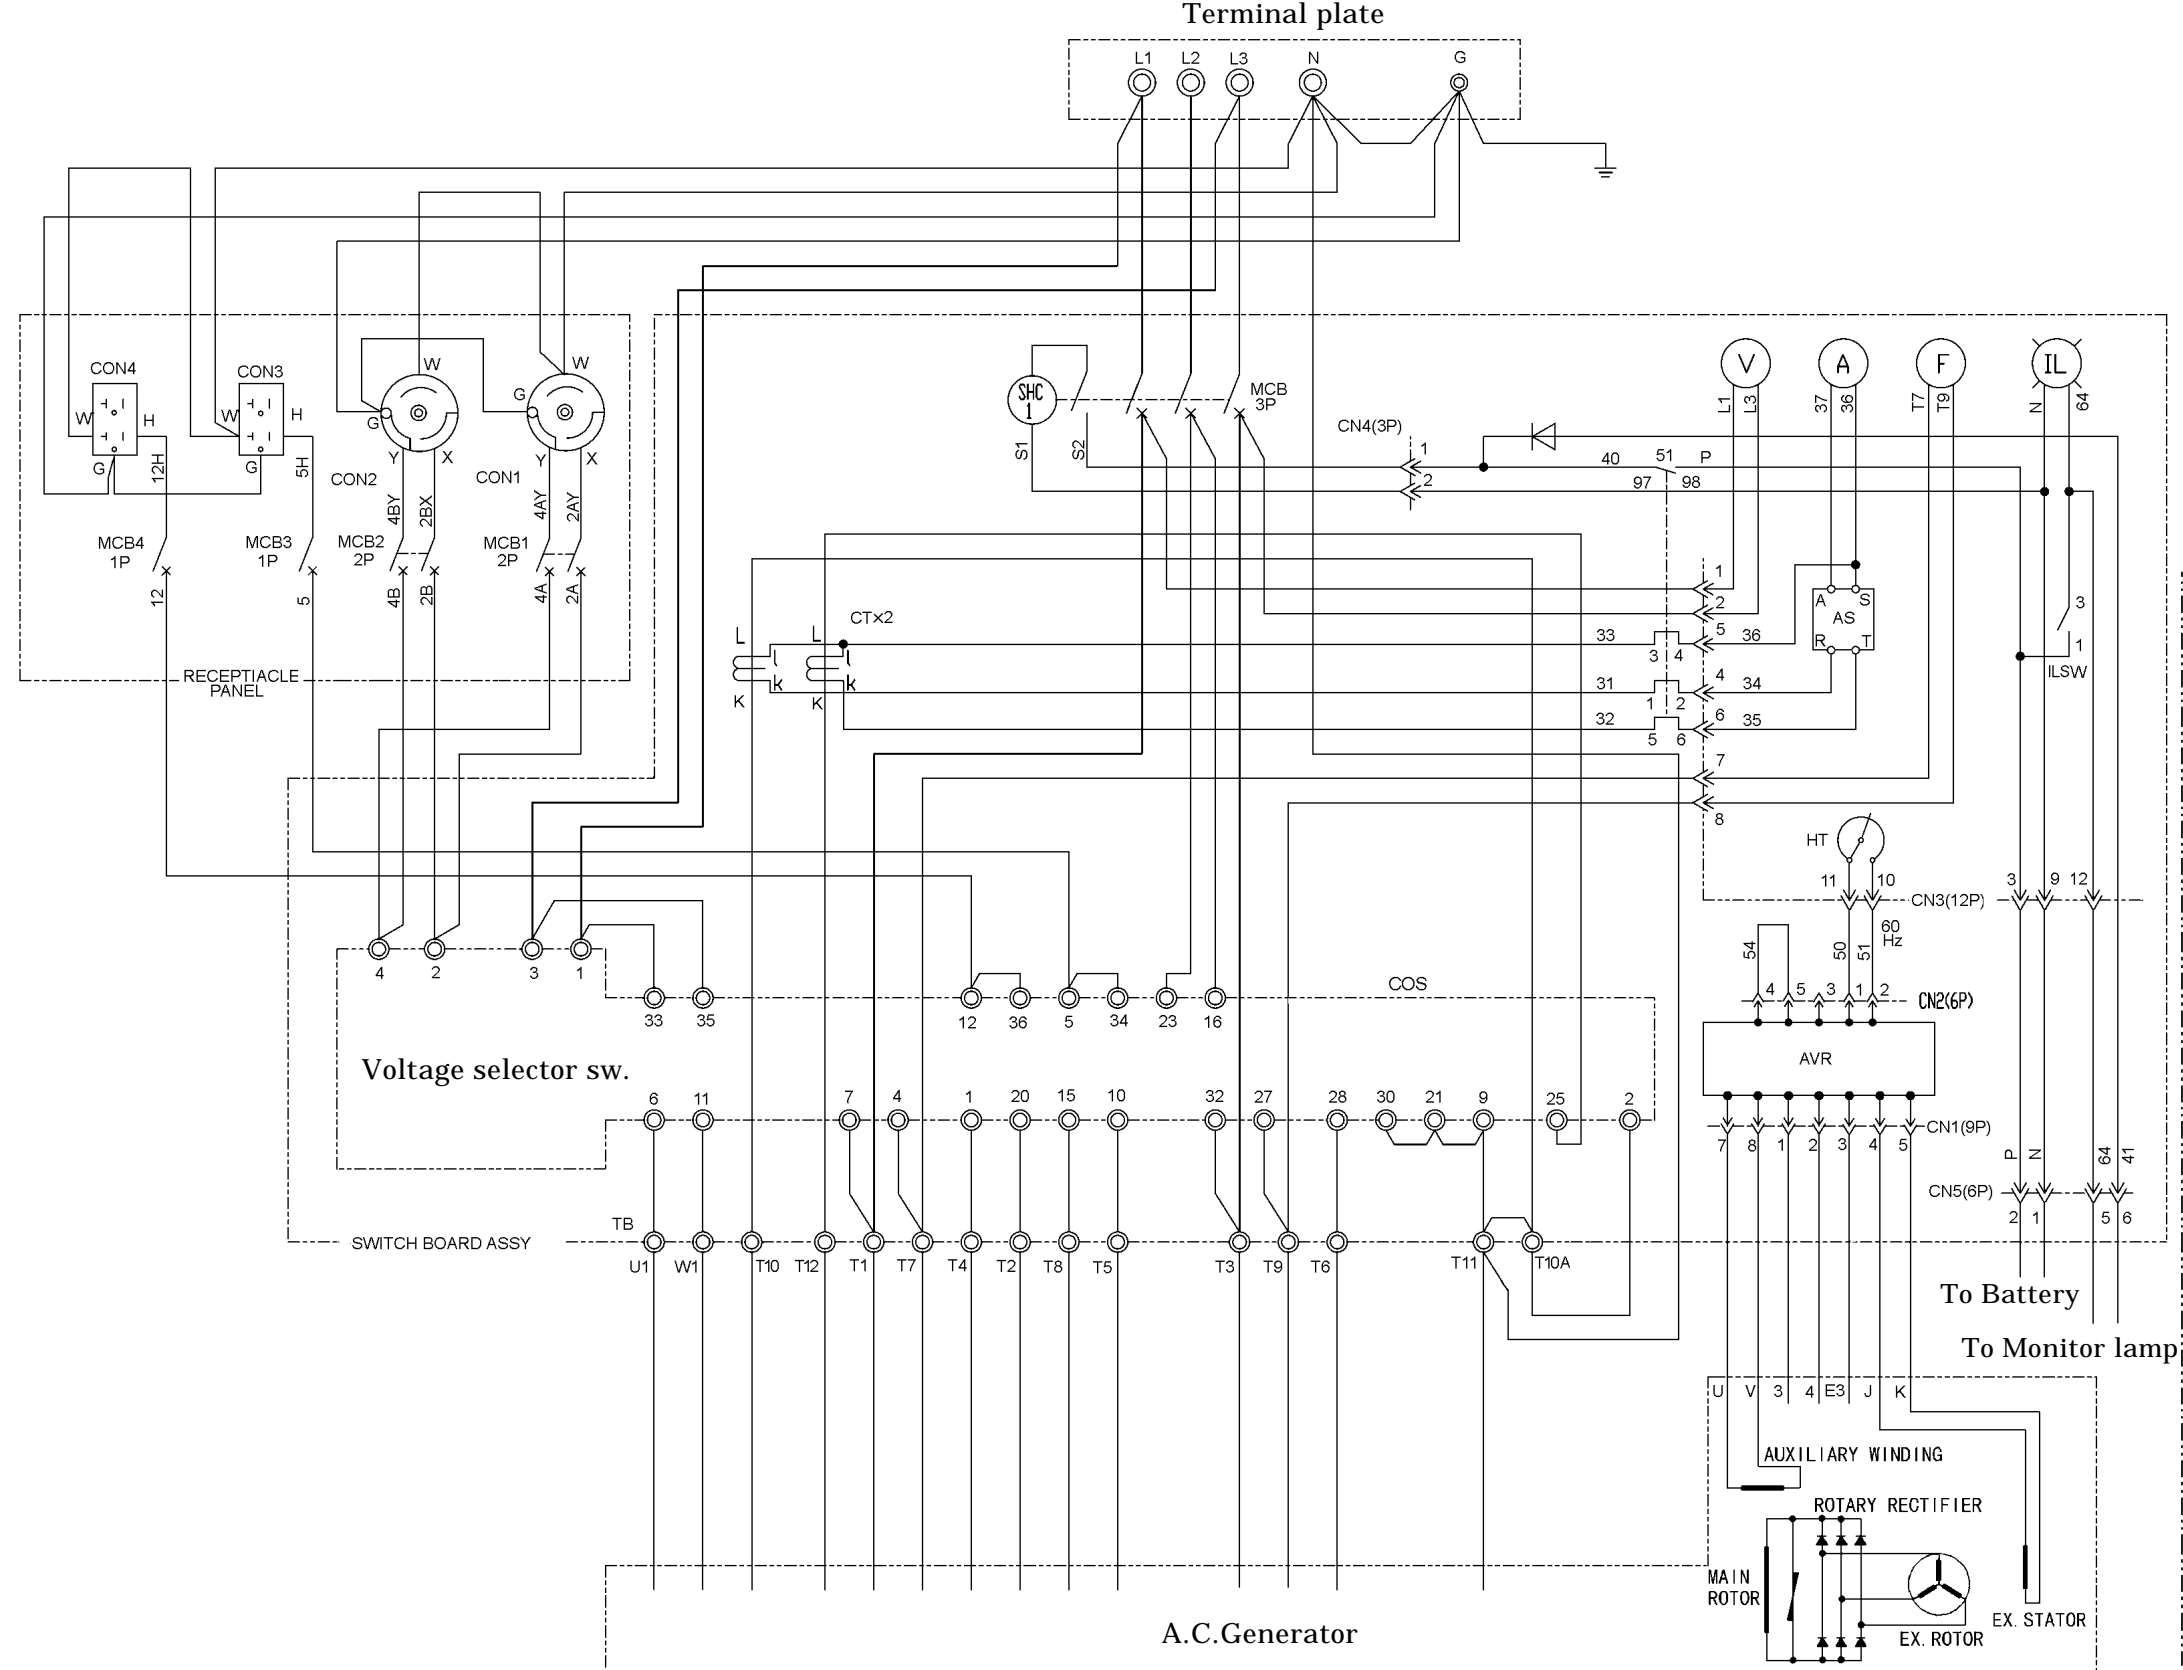 Terminal plate
L1 L2 L3 N G
CON4 CON3 W W
W H W H G G
G G Y X Y X
12H 5H CON2 4BY 2BX CON1 4AY 2AY
MCB4 1P MCB3 1P MCB2 2P MCB1 2P
12 5 4B 2B 4A 2A
RECEPTIACLE
PANEL
SHC
1
MCB
3P
S1 S2
V A F IL
L1 L3 37 36 T7 T9 N 64
CN4(3P) 1 40 51 P
2 97 98
CTx2
L L l l
k k
K K
1
2
33 3 4 5 36
31 1 2 4 34
32 5 6 6 35
7
8
A S
AS
R T
3
1
ILSW
HT
11 10 CN3(12P) 3 9 12
54 50 51 60
Hz
4 5 3 1 2 CN2(6P)
AVR
7 8 1 2 3 4 5 CN1(9P)
4 2 3 1
33 35 12 36 5 34 23 16 COS
Voltage selector sw.
6 11 7 4 1 20 15 10 32 27 28 30 21 9 25 2
P N 64 41
CN5(6P)
2 1 5 6
TB
SWITCH BOARD ASSY
U1 W1 T10 T12 T1 T7 T4 T2 T8 T5 T3 T9 T6 T11 T10A
To Battery
To Monitor lamp
U V 3 4 E3 J K
AUXILIARY WINDING
ROTARY RECTIFIER
MAIN
ROTOR
EX. STATOR
EX. ROTOR
A.C.Generator